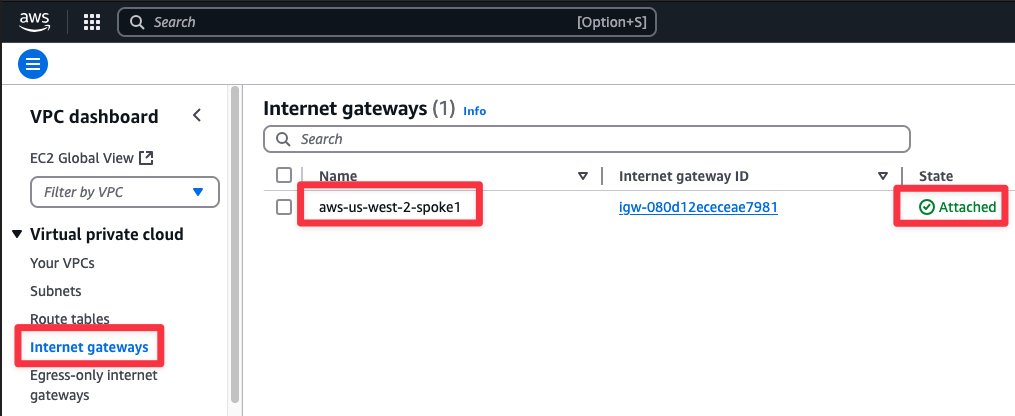 aws
Search [Option+S]
VPC dashboard
EC2 Global View
Filter by VPC
Virtual private cloud
Your VPCs
Subnets
Route tables
Internet gateways
Egress-only internet
gateways
Internet gateways (1) Info
Search
Name Internet gateway ID State
aws-us-west-2-spoke1 igw-080d12ececeae7981 Attached